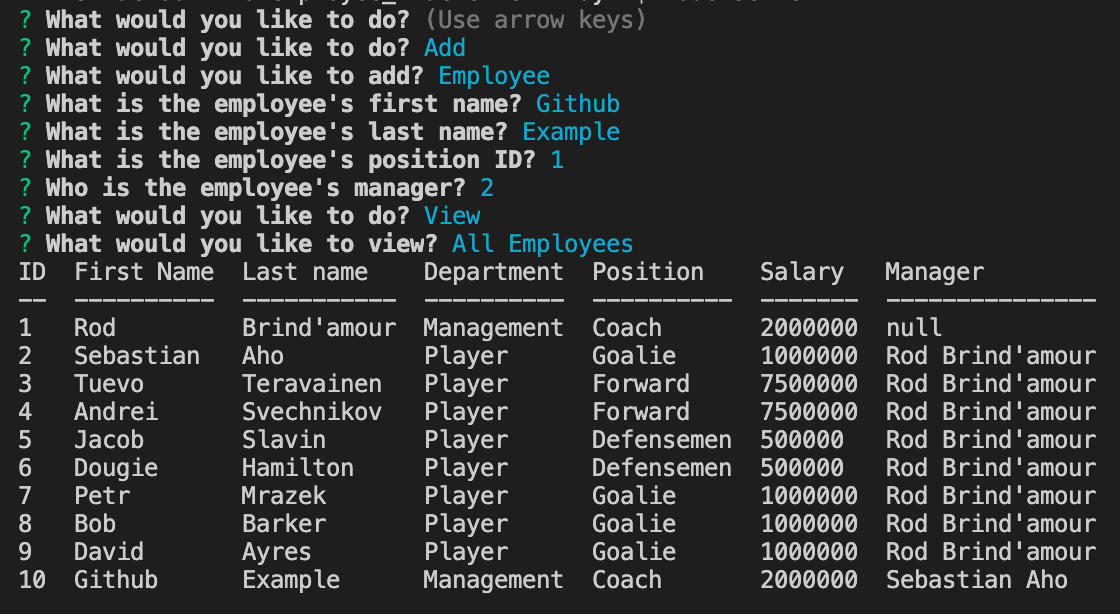 ? What would you like to do? (Use arrow keys)
? What would you like to do? Add
? What would you like to add? Employee
? What is the employee's first name? Github
? What is the employee's last name? Example
? What is the employee's position ID? 1
? Who is the employee's manager? 2
? What would you like to do? View
? What would you like to view? All Employees
ID  First Name  Last name    Department  Position    Salary   Manager
--  ----------  -----------  ----------  ----------  -------  ---------------
1   Rod         Brind'amour  Management  Coach       2000000  null
2   Sebastian   Aho          Player      Goalie      1000000  Rod Brind'amour
3   Tuevo       Teravainen   Player      Forward     7500000  Rod Brind'amour
4   Andrei      Svechnikov   Player      Forward     7500000  Rod Brind'amour
5   Jacob       Slavin       Player      Defensemen  500000   Rod Brind'amour
6   Dougie      Hamilton     Player      Defensemen  500000   Rod Brind'amour
7   Petr        Mrazek       Player      Goalie      1000000  Rod Brind'amour
8   Bob         Barker       Player      Goalie      1000000  Rod Brind'amour
9   David       Ayres        Player      Goalie      1000000  Rod Brind'amour
10  Github      Example      Management  Coach       2000000  Sebastian Aho